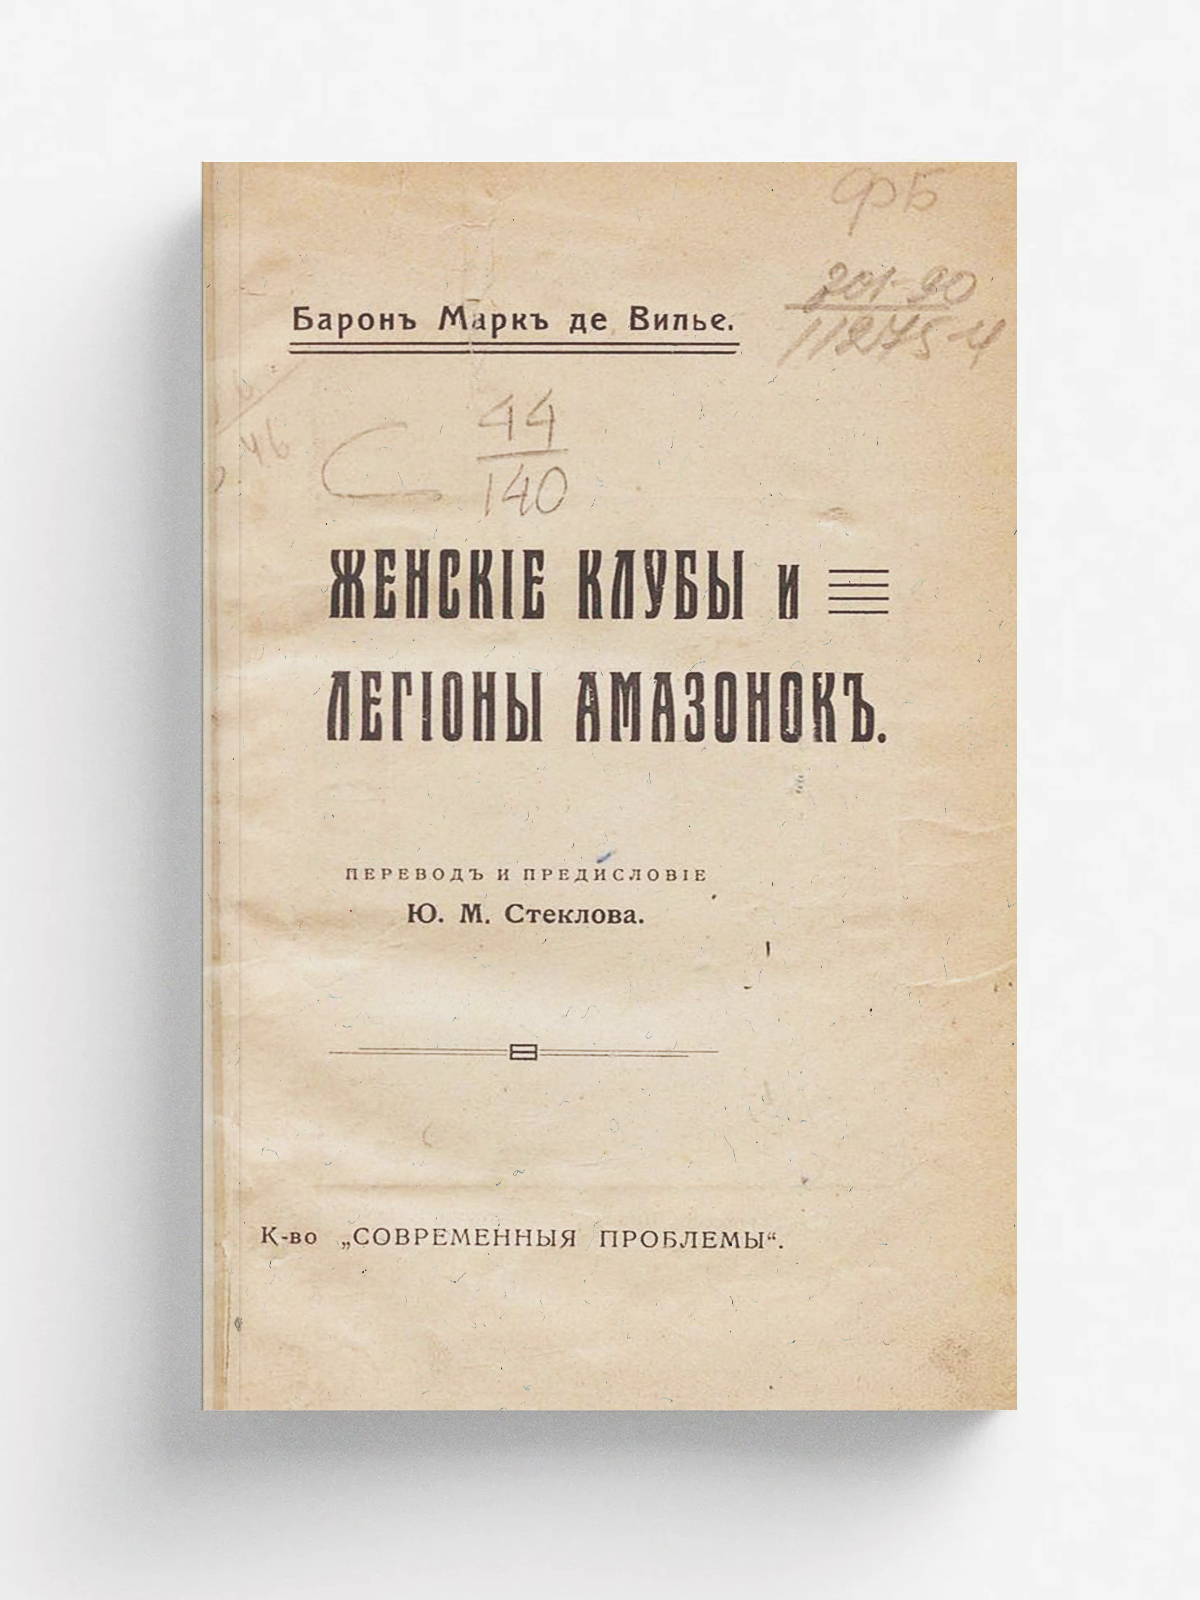 ФБ
201-90
11275-4
Баронъ Маркъ де Вилье.
44
140
46
ЖЕНСКІЕ КЛУБЫ и
ЛЕГІОНЫ АМАЗОНОКЪ.
ПЕРЕВОДЪ И ПРЕДИСЛОВІЕ
Ю. М. Стеклова.
К-во „СОВРЕМЕННЫЯ ПРОБЛЕМЫ“.